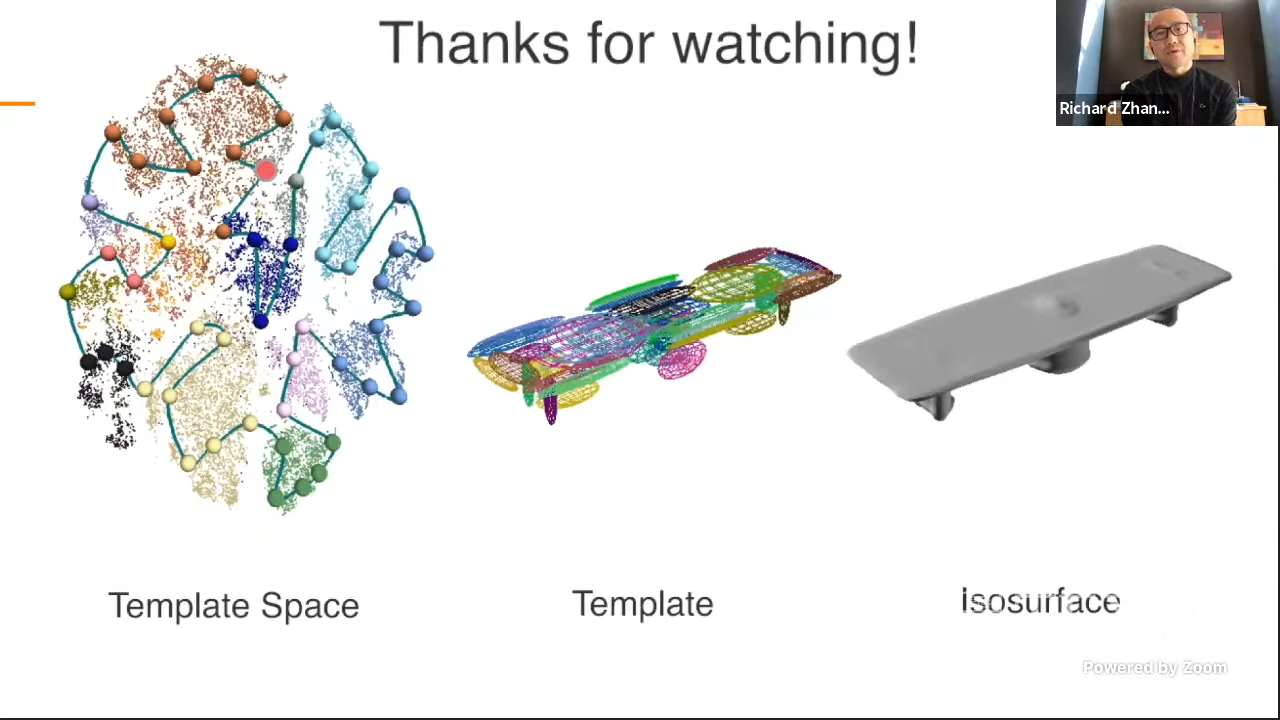 Thanks for watching!
Richard Zhan...
Template Space
Template
Isosurface
Powered by Zoom